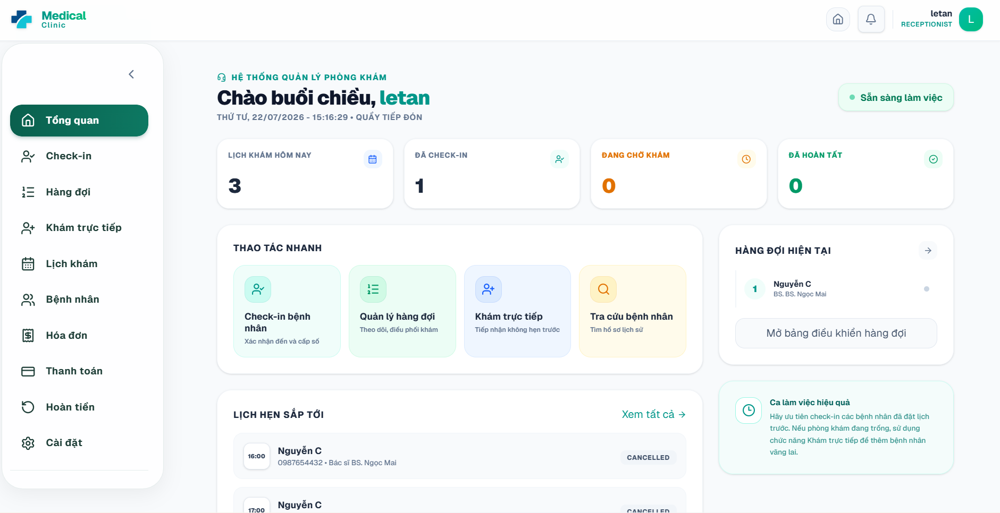 Medical
Clinic
letan
RECEPTIONIST
L
Tổng quan
Check-in
Hàng đợi
Khám trực tiếp
Lịch khám
Bệnh nhân
Hóa đơn
Thanh toán
Hoàn tiền
Cài đặt
HỆ THỐNG QUẢN LÝ PHÒNG KHÁM
Chào buổi chiều, letan
THỨ TƯ, 22/07/2026 - 15:16:29 • QUẦY TIẾP ĐÓN
Sẵn sàng làm việc
LỊCH KHÁM HÔM NAY
3
ĐÃ CHECK-IN
1
ĐANG CHỜ KHÁM
0
ĐÃ HOÀN TẤT
0
THAO TÁC NHANH
Check-in bệnh
nhân
Xác nhận đến và cấp số
Quản lý hàng đợi
Theo dõi, điều phối khám
Khám trực tiếp
Tiếp nhận không hẹn trước
Tra cứu bệnh nhân
Tìm hồ sơ lịch sử
HÀNG ĐỢI HIỆN TẠI
1
Nguyễn C
BS. BS. Ngọc Mai
Mở bảng điều khiển hàng đợi
Ca làm việc hiệu quả
Hãy ưu tiên check-in các bệnh nhân đã đặt lịch
trước. Nếu phòng khám đang trống, sử dụng
chức năng Khám trực tiếp để thêm bệnh nhân
vãng lai.
LỊCH HẸN SẮP TỚI
Xem tất cả →
16:00
Nguyễn C
0987654432 • Bác sĩ BS. Ngọc Mai
CANCELLED
17:00
Nguyễn C
CANCELLED